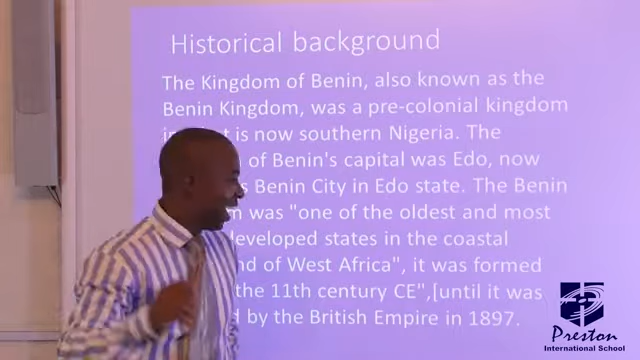 Historical background
The Kingdom of Benin, also known as the
Benin Kingdom, was a pre-colonial kingdom
is now southern Nigeria. The
of Benin's capital was Edo, now
Benin City in Edo state. The Benin
was "one of the oldest and most
developed states in the coastal
of West Africa", it was formed
the 11th century CE",[until it was
by the British Empire in 1897.
Preston
International School